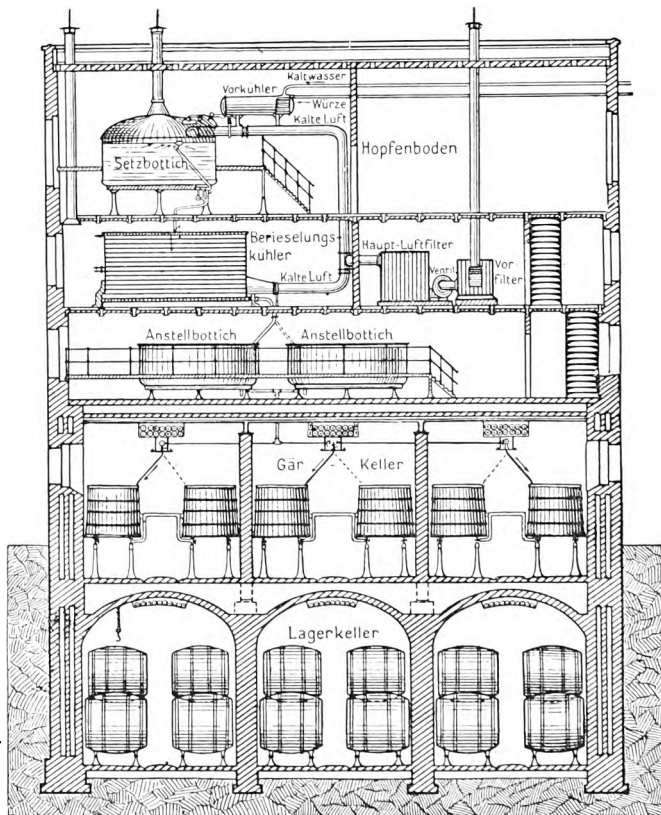 Kaltwasser
Vorkühler
Würze
Kalte Luft
Hopfenboden
Setzbottich
Berieselungs
kühler
Haupt-Luftfilter
Kalte Luft
Ventil.
Vor
filter
Anstellbottich Anstellbottich
Gär Keller
Lagerkeller